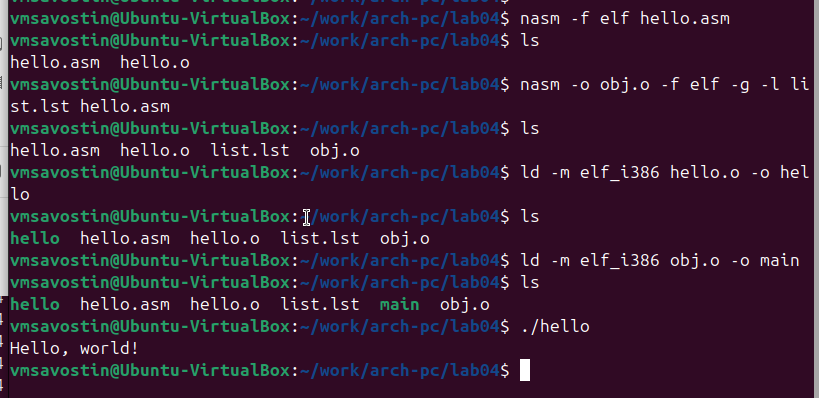 vmsavostin@Ubuntu-VirtualBox:~/work/arch-pc/lab04$ nasm -f elf hello.asm
vmsavostin@Ubuntu-VirtualBox:~/work/arch-pc/lab04$ ls
hello.asm  hello.o
vmsavostin@Ubuntu-VirtualBox:~/work/arch-pc/lab04$ nasm -o obj.o -f elf -g -l li
st.lst hello.asm
vmsavostin@Ubuntu-VirtualBox:~/work/arch-pc/lab04$ ls
hello.asm  hello.o  list.lst  obj.o
vmsavostin@Ubuntu-VirtualBox:~/work/arch-pc/lab04$ ld -m elf_i386 hello.o -o hel
lo
vmsavostin@Ubuntu-VirtualBox:~/work/arch-pc/lab04$ ls
hello  hello.asm  hello.o  list.lst  obj.o
vmsavostin@Ubuntu-VirtualBox:~/work/arch-pc/lab04$ ld -m elf_i386 obj.o -o main
vmsavostin@Ubuntu-VirtualBox:~/work/arch-pc/lab04$ ls
hello  hello.asm  hello.o  list.lst  main  obj.o
vmsavostin@Ubuntu-VirtualBox:~/work/arch-pc/lab04$ ./hello
Hello, world!
vmsavostin@Ubuntu-VirtualBox:~/work/arch-pc/lab04$